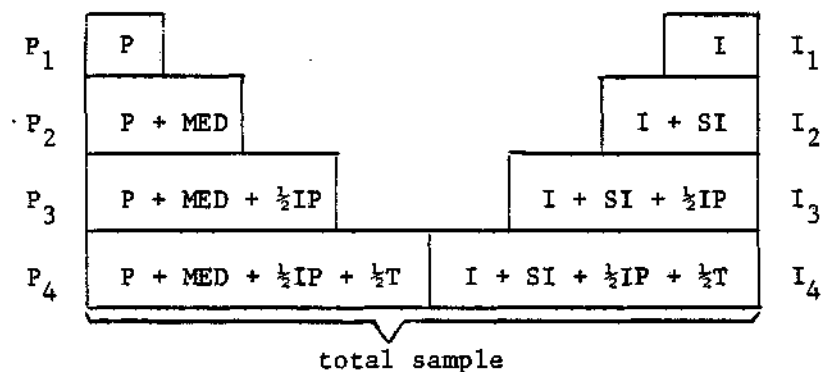 P₁ P I I₁
P₂ P + MED I + SI I₂
P₃ P + MED + ½IP I + SI + ½IP I₃
P₄ P + MED + ½IP + ½T I + SI + ½IP + ½T I₄
total sample